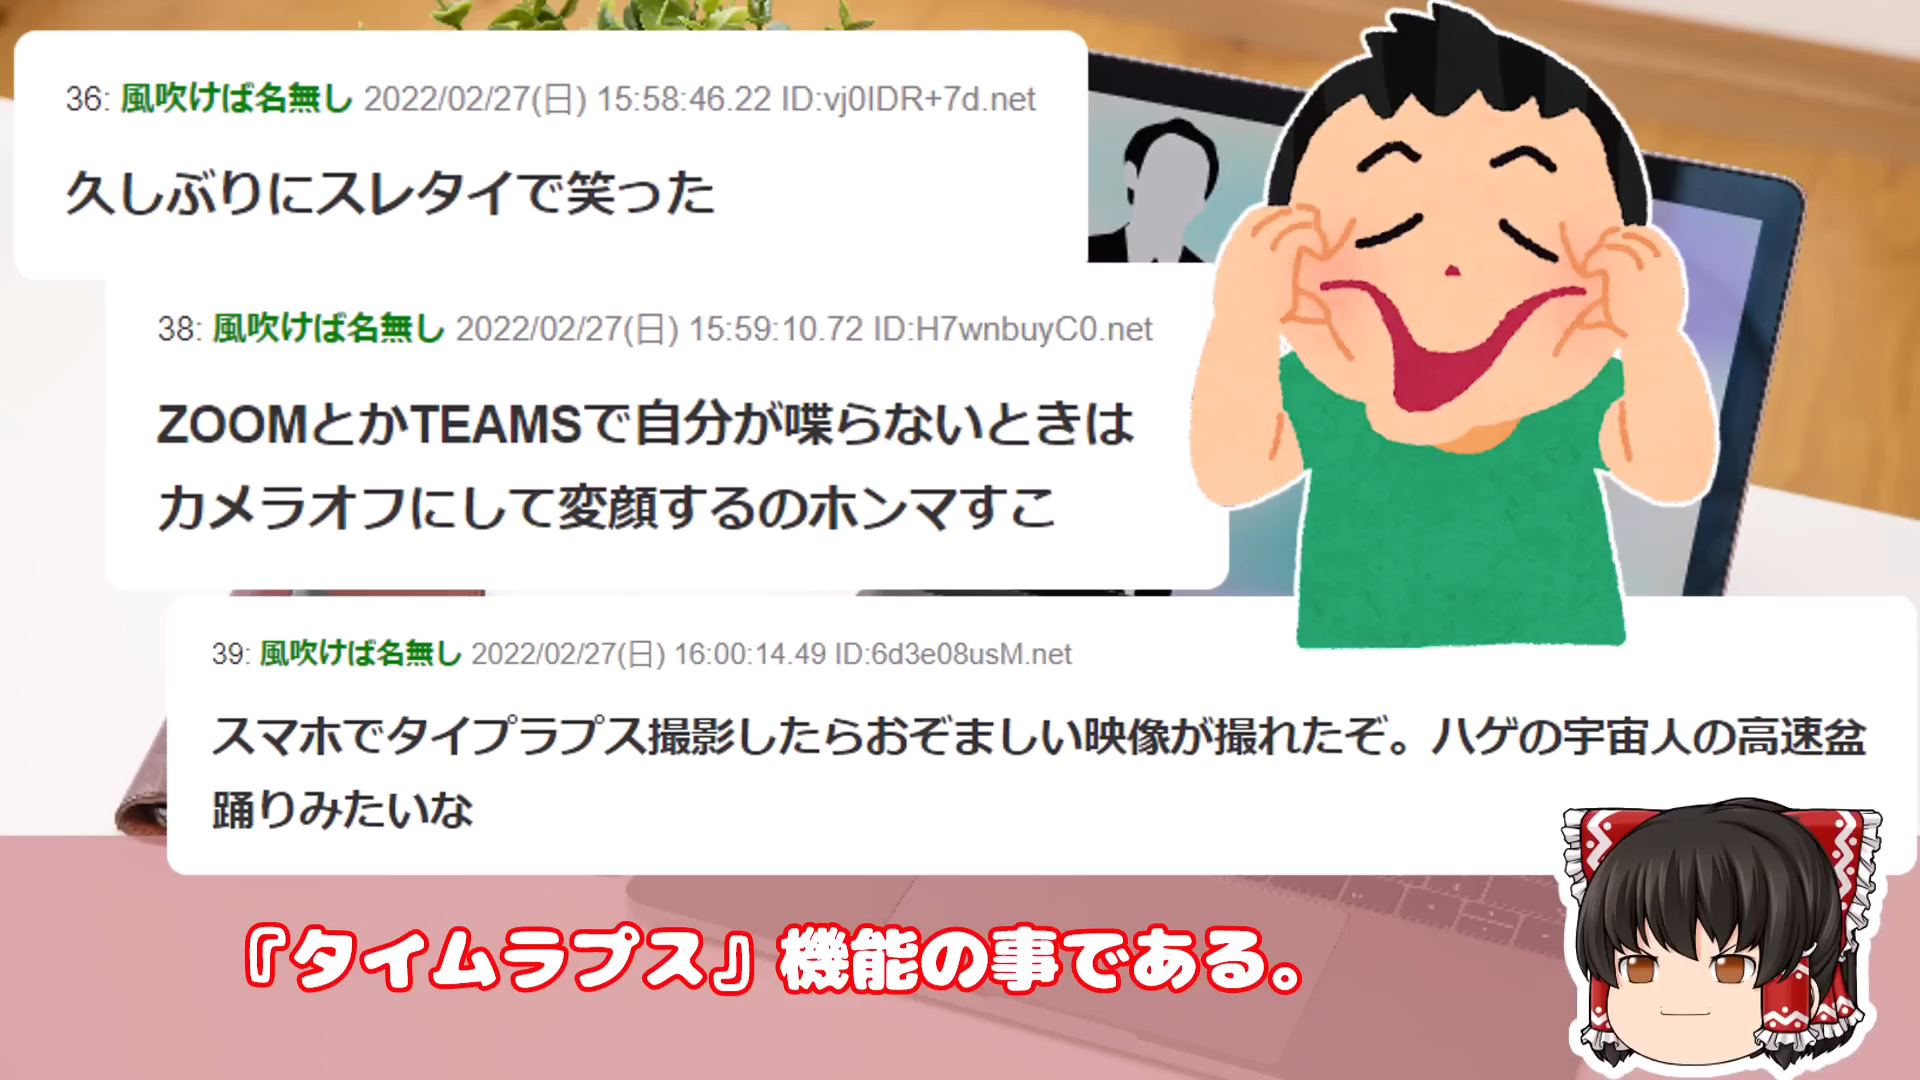 36: 風吹けば名無し 2022/02/27(日) 15:58:46.22 ID:vj0IDR+7d.net
久しぶりにスレタイで笑った
38: 風吹けば名無し 2022/02/27(日) 15:59:10.72 ID:H7wnbuyC0.net
ZOOMとかTEAMSで自分が喋らないときは
カメラオフにして変顔するのホンマすこ
39: 風吹けば名無し 2022/02/27(日) 16:00:14.49 ID:6d3e08usM.net
スマホでタイプラプス撮影したらおぞましい映像が撮れたぞ。ハゲの宇宙人の高速盆
踊りみたいな
『タイムラプス』機能の事である。